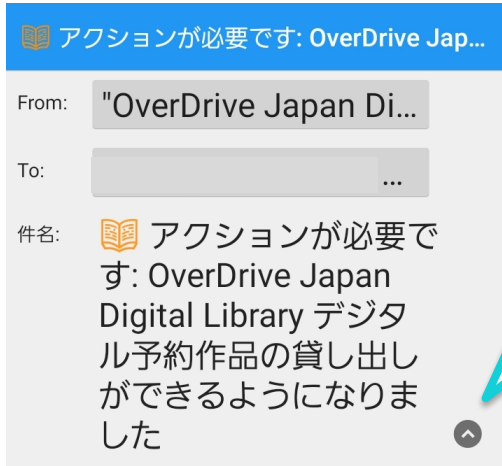 アクションが必要です: OverDrive Jap...
From:
"OverDrive Japan Di...
To:
...
件名:
アクションが必要で
す: OverDrive Japan
Digital Library デジタ
ル予約作品の貸し出し
ができるようになりま
した